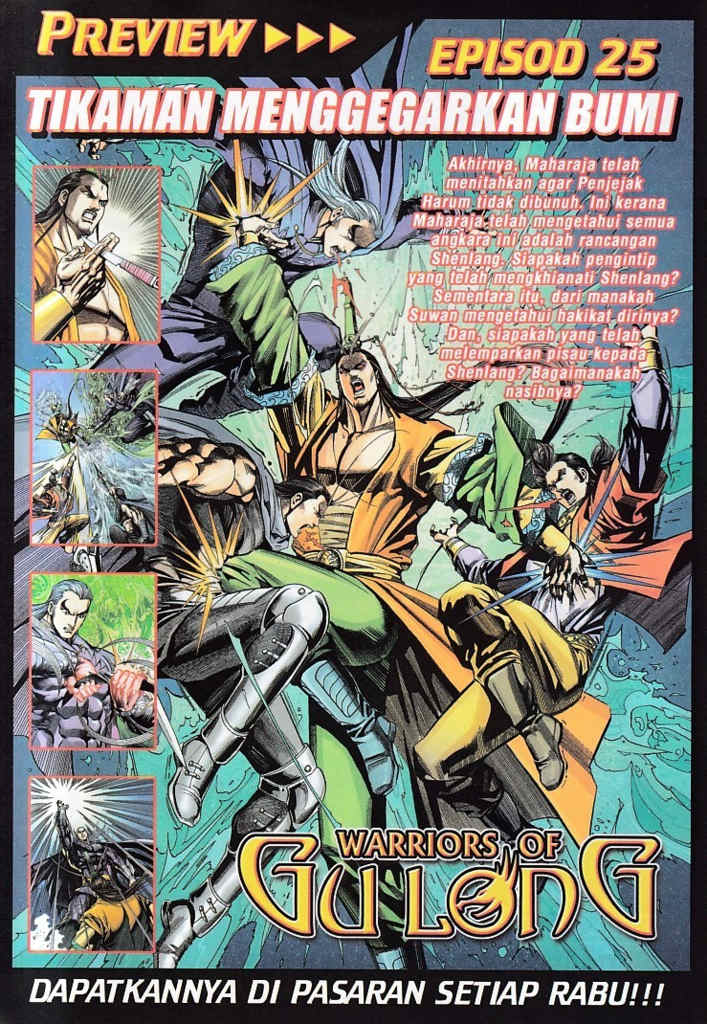 PREVIEW
EPISOD 25
TIKAMAN MENGGEGARKAN BUMI
Akhirnya, Maharaja telah
menitahkan agar Penjejak
Harum tidak dibunuh. Ini kerana
Maharaja telah mengetahui semua
angkara ini adalah rancangan
Shenlang. Siapakah pengintip
yang telah mengkhianati Shenlang?
Sementara itu, dari manakah
Suwan mengetahui hakikat dirinya?
Dan, siapakah yang telah
melemparkan pisau kepada
Shenlang? Bagaimanakah
nasibnya?
WARRIORS OF
GU LONG
DAPATKANNYA DI PASARAN SETIAP RABU!!!